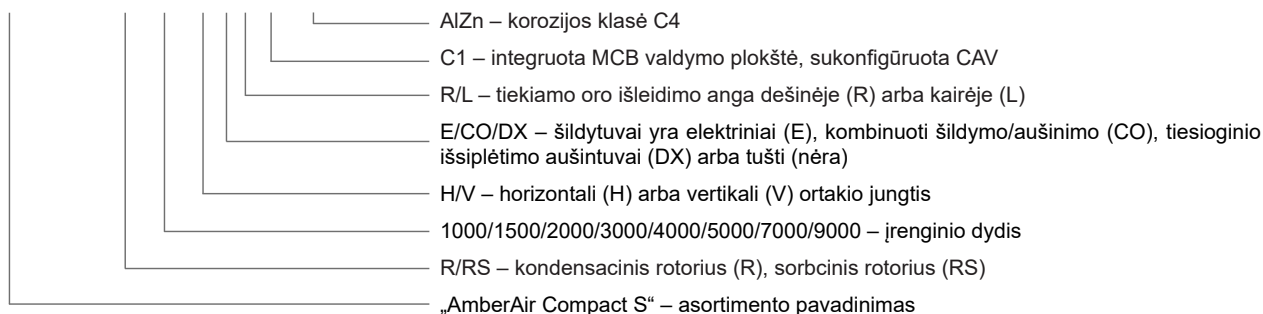 AlZn – korozijos klasė C4
C1 – integruota MCB valdymo plokštė, sukonfigūruota CAV
R/L – tiekiamo oro išleidimo anga dešinėje (R) arba kairėje (L)
E/CO/DX – šildytuvai yra elektriniai (E), kombinuoti šildymo/aušinimo (CO), tiesioginio
išsiplėtimo aušintuvai (DX) arba tušti (nėra)
H/V – horizontali (H) arba vertikali (V) ortakio jungtis
1000/1500/2000/3000/4000/5000/7000/9000 – įrenginio dydis
R/RS – kondensacinis rotorius (R), sorbcinis rotorius (RS)
„AmberAir Compact S“ – asortimento pavadinimas